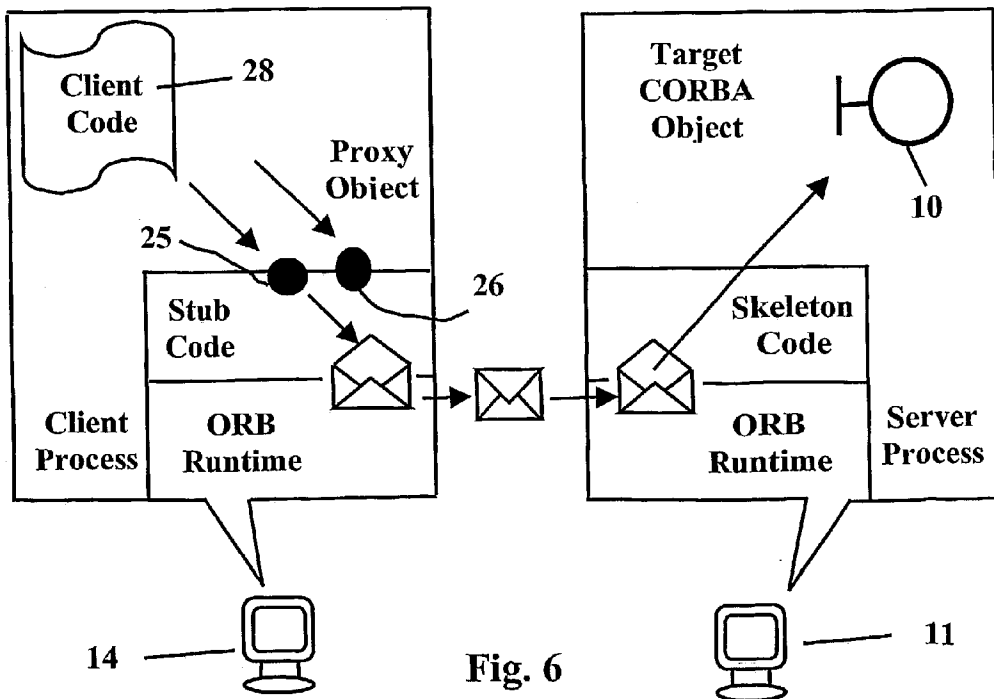 Client
Code
28
Proxy
Object
25
26
Stub
Code
Client
Process
ORB
Runtime
14
Target
CORBA
Object
10
Skeleton
Code
ORB
Runtime
Server
Process
11
Fig. 6